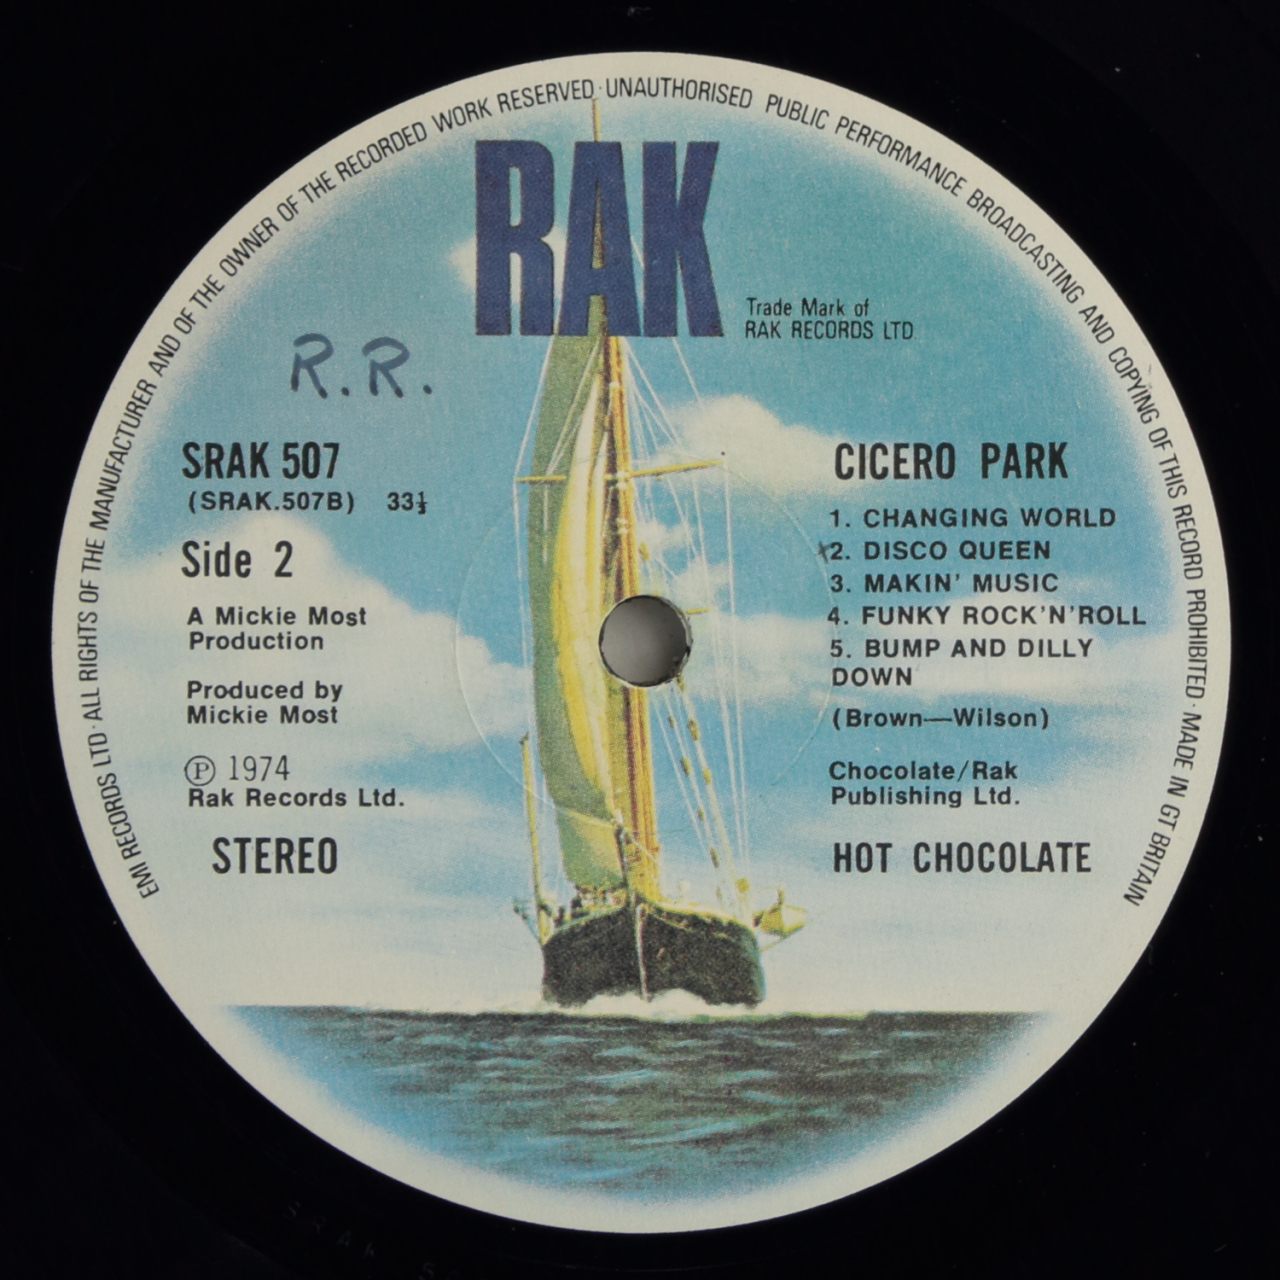 EMI RECORDS LTD · ALL RIGHTS OF THE MANUFACTURER AND OF THE OWNER OF THE RECORDED WORK RESERVED · UNAUTHORISED PUBLIC PERFORMANCE BROADCASTING AND COPYING OF THIS RECORD PROHIBITED · MADE IN GT BRITAIN
RAK
Trade Mark of
RAK RECORDS LTD.
R.R.
SRAK 507
(SRAK.507B) 33⅓
Side 2
A Mickie Most
Production
Produced by
Mickie Most
Ⓟ 1974
Rak Records Ltd.
STEREO
CICERO PARK
1. CHANGING WORLD
2. DISCO QUEEN
3. MAKIN' MUSIC
4. FUNKY ROCK'N'ROLL
5. BUMP AND DILLY
DOWN
(Brown—Wilson)
Chocolate/Rak
Publishing Ltd.
HOT CHOCOLATE